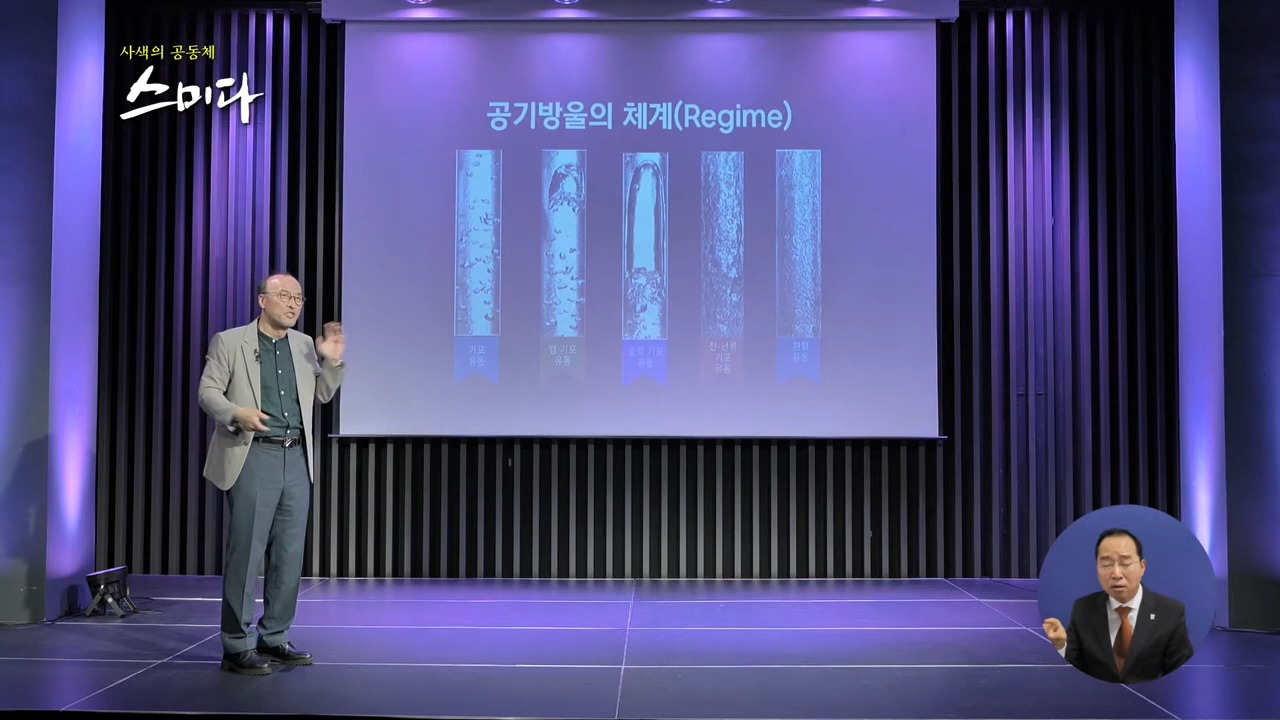 사색의 공동체
스미다
공기방울의 체계(Regime)
기포
유동
캡 기포
유동
슬럭 기포
유동
천-난류
기포
유동
환형
유동